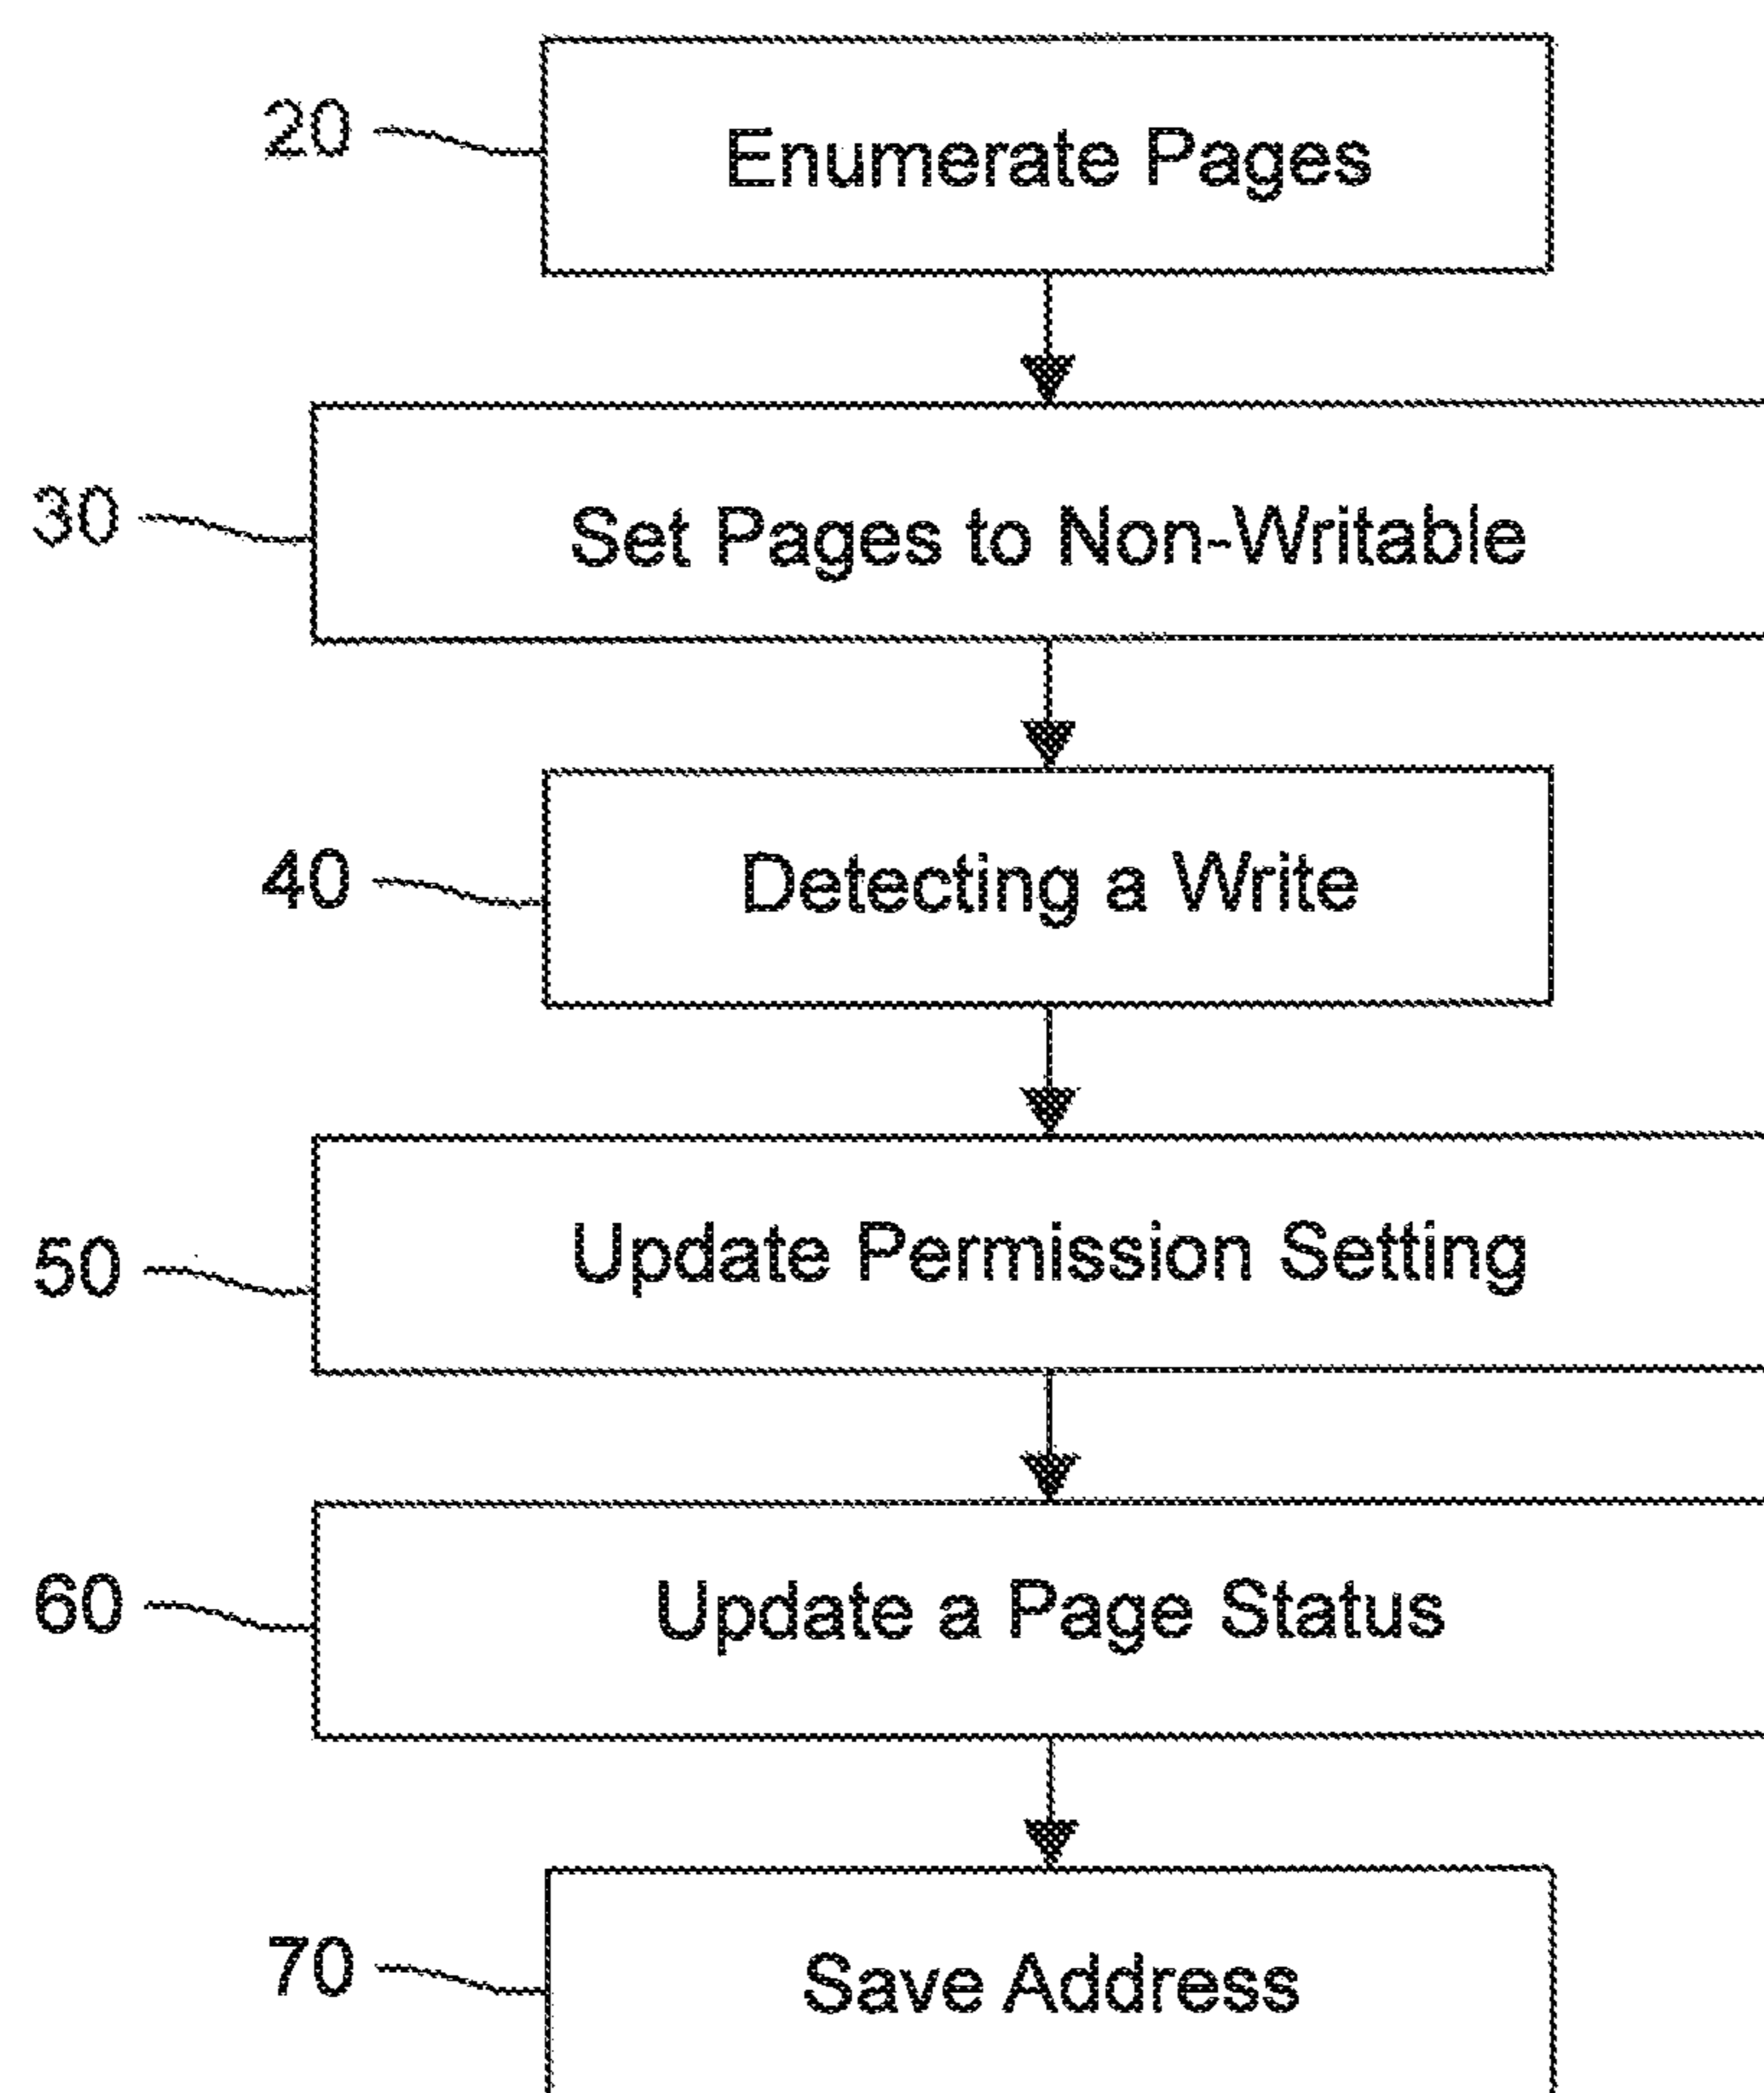 20
Enumerate Pages
30
Set Pages to Non-Writable
40
Detecting a Write
50
Update Permission Setting
60
Update a Page Status
70
Save Address